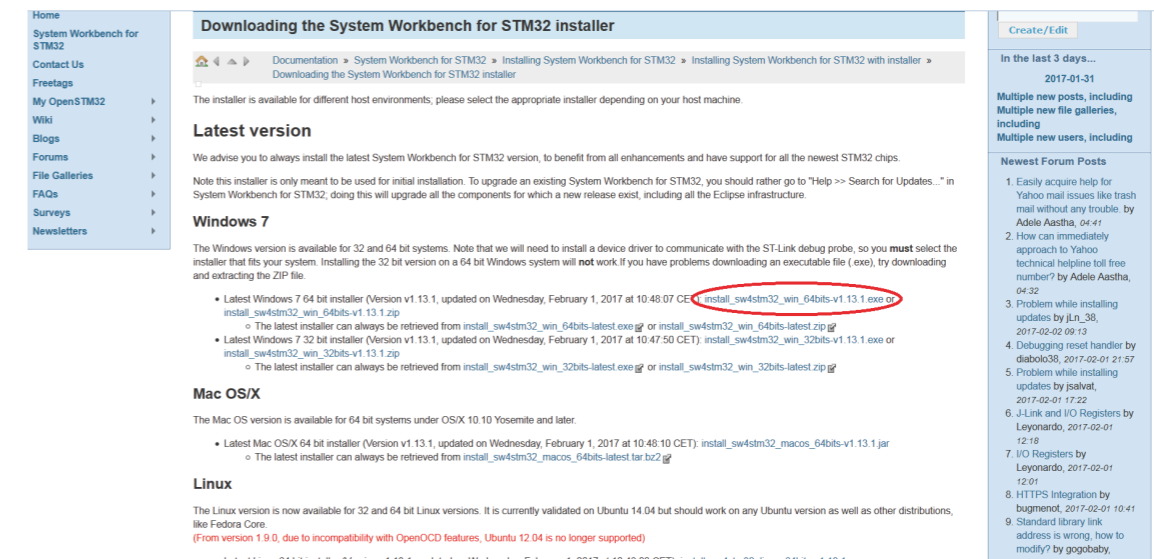 Home
System Workbench for
STM32
Contact Us
Freetags
My OpenSTM32
Wiki
Blogs
Forums
File Galleries
FAQs
Surveys
Newsletters
Downloading the System Workbench for STM32 installer
Documentation » System Workbench for STM32 » Installing System Workbench for STM32 » Installing System Workbench for STM32 with installer »
Downloading the System Workbench for STM32 installer
The installer is available for different host environments; please select the appropriate installer depending on your host machine.
Latest version
We advise you to always install the latest System Workbench for STM32 version, to benefit from all enhancements and have support for all the newest STM32 chips.
Note this installer is only meant to be used for initial installation. To upgrade an existing System Workbench for STM32, you should rather go to "Help >> Search for Updates..." in
System Workbench for STM32; doing this will upgrade all the components for which a new release exist, including all the Eclipse infrastructure.
Windows 7
The Windows version is available for 32 and 64 bit systems. Note that we will need to install a device driver to communicate with the ST-Link debug probe, so you must select the
installer that fits your system. Installing the 32 bit version on a 64 bit Windows system will not work.If you have problems downloading an executable file (.exe), try downloading
and extracting the ZIP file.
• Latest Windows 7 64 bit installer (Version v1.13.1, updated on Wednesday, February 1, 2017 at 10:48:07 CET): install_sw4stm32_win_64bits-v1.13.1.exe or
install_sw4stm32_win_64bits-v1.13.1.zip
○ The latest installer can always be retrieved from install_sw4stm32_win_64bits-latest.exe or install_sw4stm32_win_64bits-latest.zip
• Latest Windows 7 32 bit installer (Version v1.13.1, updated on Wednesday, February 1, 2017 at 10:47:50 CET): install_sw4stm32_win_32bits-v1.13.1.exe or
install_sw4stm32_win_32bits-v1.13.1.zip
○ The latest installer can always be retrieved from install_sw4stm32_win_32bits-latest.exe or install_sw4stm32_win_32bits-latest.zip
Mac OS/X
The Mac OS version is available for 64 bit systems under OS/X 10.10 Yosemite and later.
• Latest Mac OS/X 64 bit installer (Version v1.13.1, updated on Wednesday, February 1, 2017 at 10:48:10 CET): install_sw4stm32_macos_64bits-v1.13.1.jar
○ The latest installer can always be retrieved from install_sw4stm32_macos_64bits-latest.tar.bz2
Linux
The Linux version is now available for 32 and 64 bit Linux versions. It is currently validated on Ubuntu 14.04 but should work on any Ubuntu version as well as other distributions,
like Fedora Core.
(From version 1.9.0, due to incompatibility with OpenOCD features, Ubuntu 12.04 is no longer supported)
Create/Edit
In the last 3 days...
2017-01-31
Multiple new posts, including
Multiple new file galleries,
including
Multiple new users, including
Newest Forum Posts
1. Easily acquire help for
Yahoo mail issues like trash
mail without any trouble. by
Adele Aastha, 04:41
2. How can immediately
approach to Yahoo
technical helpline toll free
number? by Adele Aastha,
04:32
3. Problem while installing
updates by jLn_38,
2017-02-02 09:13
4. Debugging reset handler by
diabolo38, 2017-02-01 21:57
5. Problem while installing
updates by jsalvat,
2017-02-01 17:22
6. J-Link and I/O Registers by
Leyonardo, 2017-02-01
12:18
7. I/O Registers by
Leyonardo, 2017-02-01
12:01
8. HTTPS Integration by
bugmenot, 2017-02-01 10:41
9. Standard library link
address is wrong, how to
modify? by gogobaby,